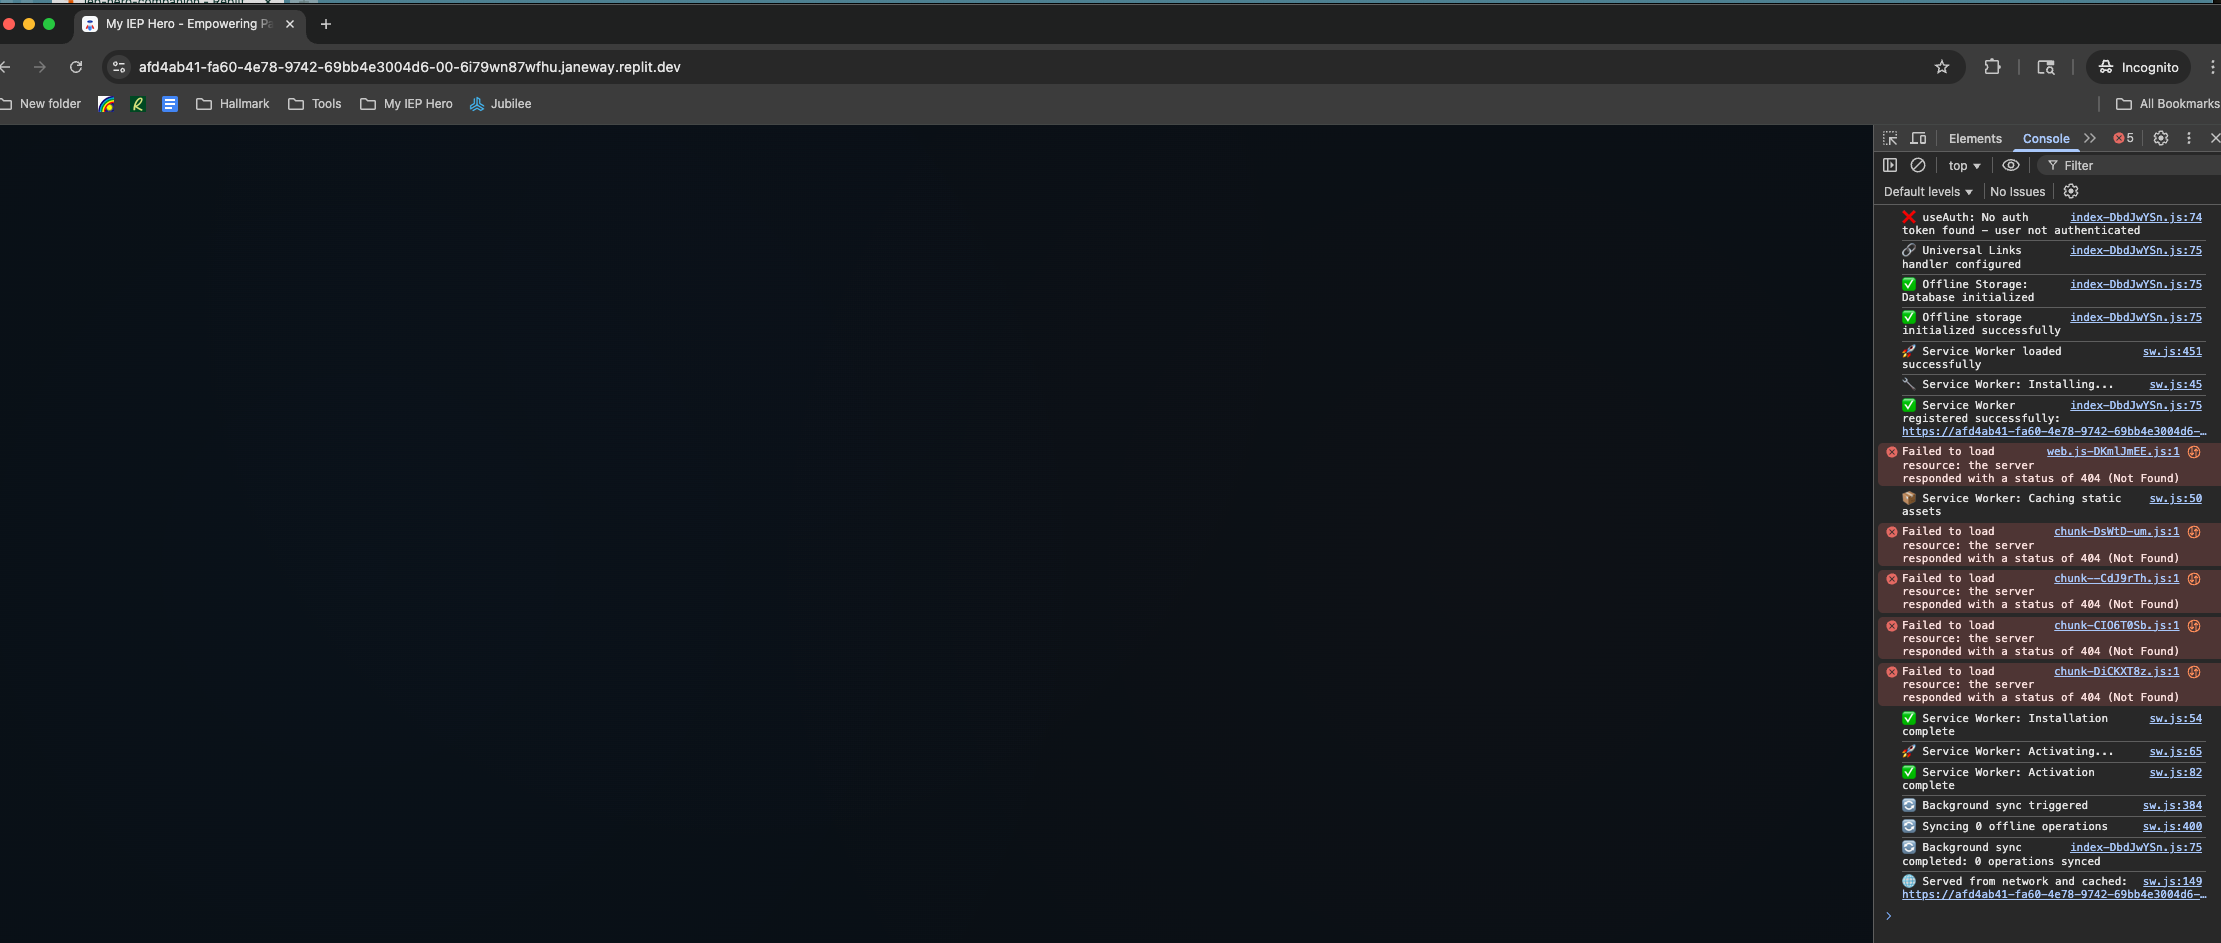 My IEP Hero - Empowering Pa
afd4ab41-fa60-4e78-9742-69bb4e3004d6-00-6i79wn87wfhu.janeway.replit.dev
Incognito
New folder
Hallmark
Tools
My IEP Hero
Jubilee
All Bookmarks
Elements
Console
5
top
Filter
Default levels
No Issues
❌ useAuth: No auth index-DbdJwYSn.js:74
token found - user not authenticated
🔗 Universal Links index-DbdJwYSn.js:75
handler configured
✅ Offline Storage: index-DbdJwYSn.js:75
Database initialized
✅ Offline storage index-DbdJwYSn.js:75
initialized successfully
🚀 Service Worker loaded sw.js:451
successfully
🔧 Service Worker: Installing... sw.js:45
✅ Service Worker index-DbdJwYSn.js:75
registered successfully:
https://afd4ab41-fa60-4e78-9742-69bb4e3004d6-…
Failed to load web.js-DKmlJmEE.js:1
resource: the server
responded with a status of 404 (Not Found)
📦 Service Worker: Caching static sw.js:50
assets
Failed to load chunk-DsWtD-um.js:1
resource: the server
responded with a status of 404 (Not Found)
Failed to load chunk--CdJ9rTh.js:1
resource: the server
responded with a status of 404 (Not Found)
Failed to load chunk-CIO6T0Sb.js:1
resource: the server
responded with a status of 404 (Not Found)
Failed to load chunk-DiCKXT8z.js:1
resource: the server
responded with a status of 404 (Not Found)
✅ Service Worker: Installation sw.js:54
complete
🚀 Service Worker: Activating... sw.js:65
✅ Service Worker: Activation sw.js:82
complete
🔄 Background sync triggered sw.js:384
🔄 Syncing 0 offline operations sw.js:400
🔄 Background sync index-DbdJwYSn.js:75
completed: 0 operations synced
🌐 Served from network and cached: sw.js:149
https://afd4ab41-fa60-4e78-9742-69bb4e3004d6-…